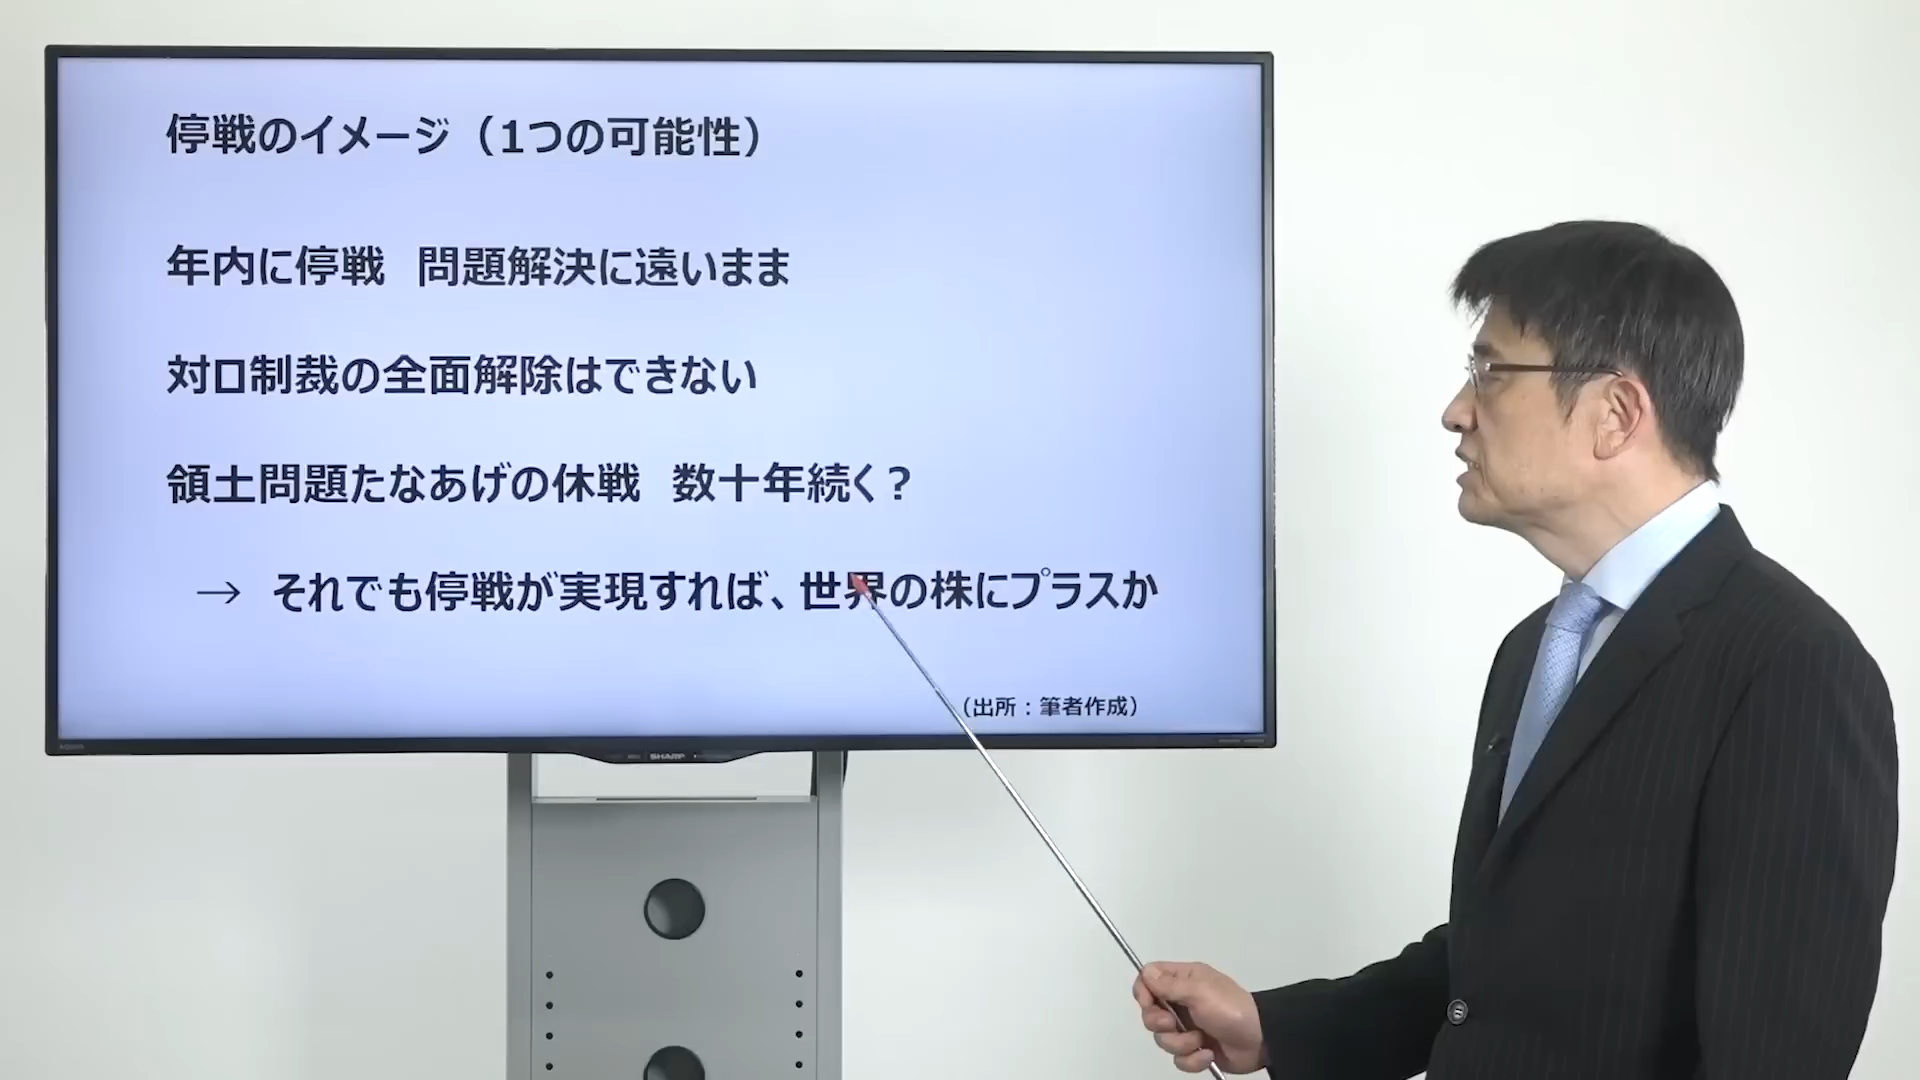 停戦のイメージ（1つの可能性）
年内に停戦　問題解決に遠いまま
対ロ制裁の全面解除はできない
領土問題たなあげの休戦　数十年続く？
→ それでも停戦が実現すれば、世界の株にプラスか
（出所：筆者作成）
SHARP